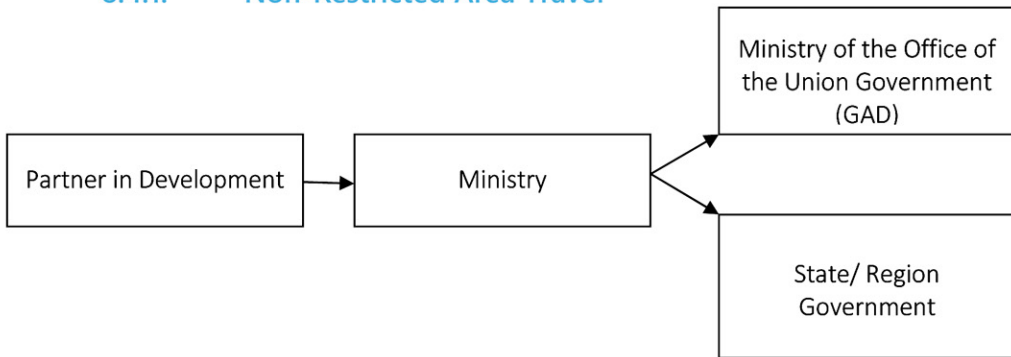 Non-Restricted Area Travel
Ministry of the Office of
the Union Government
(GAD)
Partner in Development
Ministry
State/ Region
Government